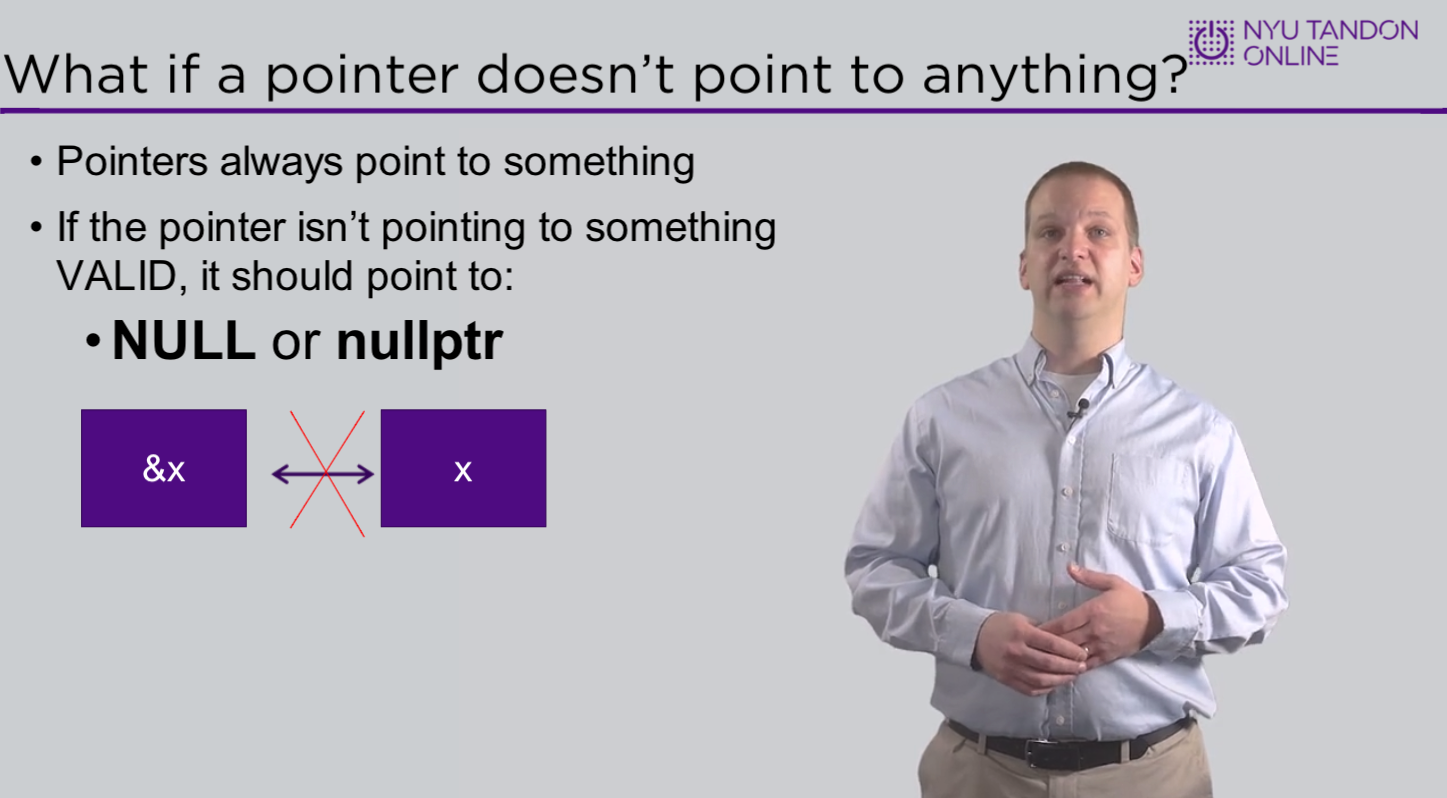 NYU TANDON
ONLINE
What if a pointer doesn’t point to anything?
• Pointers always point to something
• If the pointer isn’t pointing to something
VALID, it should point to:
• NULL or nullptr
&x
x